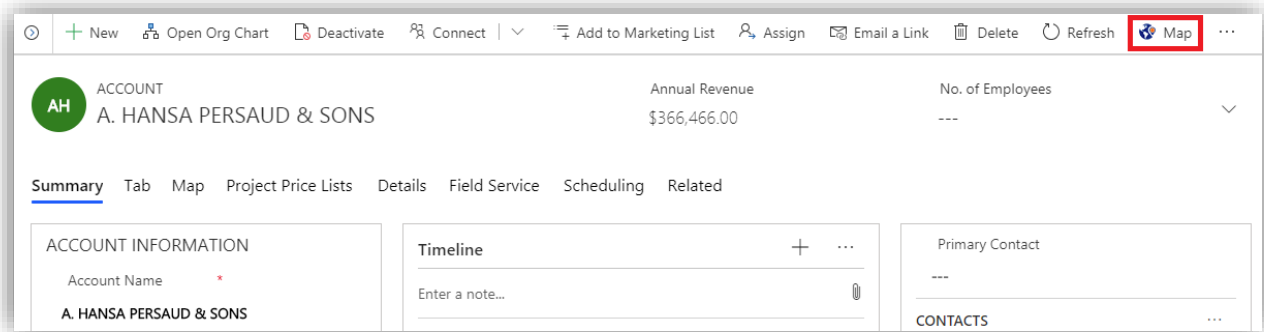 New Open Org Chart Deactivate Connect Add to Marketing List Assign Email a Link Delete Refresh Map ...
AH
ACCOUNT
A. HANSA PERSAUD & SONS
Annual Revenue
$366,466.00
No. of Employees
---
Summary Tab Map Project Price Lists Details Field Service Scheduling Related
ACCOUNT INFORMATION
Account Name *
A. HANSA PERSAUD & SONS
Timeline
Enter a note...
Primary Contact
---
CONTACTS